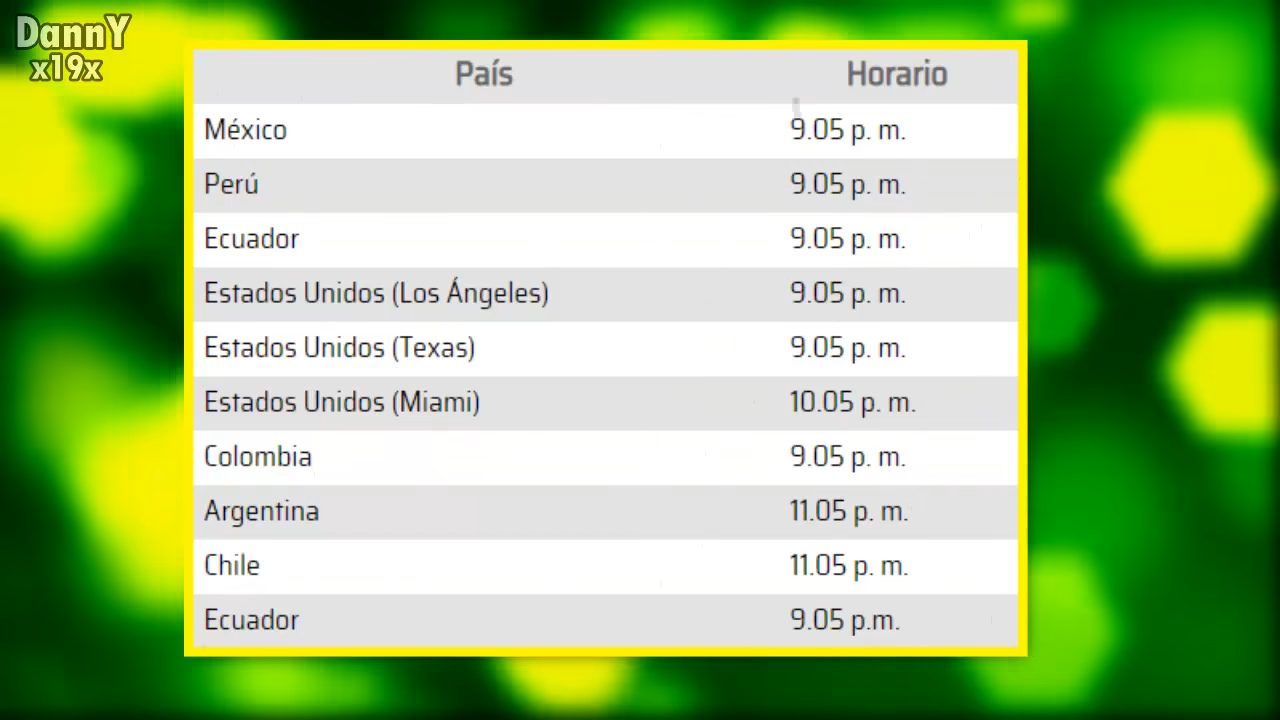 DannY
x19x
País Horario
México 9.05 p. m.
Perú 9.05 p. m.
Ecuador 9.05 p. m.
Estados Unidos (Los Ángeles) 9.05 p. m.
Estados Unidos (Texas) 9.05 p. m.
Estados Unidos (Miami) 10.05 p. m.
Colombia 9.05 p. m.
Argentina 11.05 p. m.
Chile 11.05 p. m.
Ecuador 9.05 p.m.